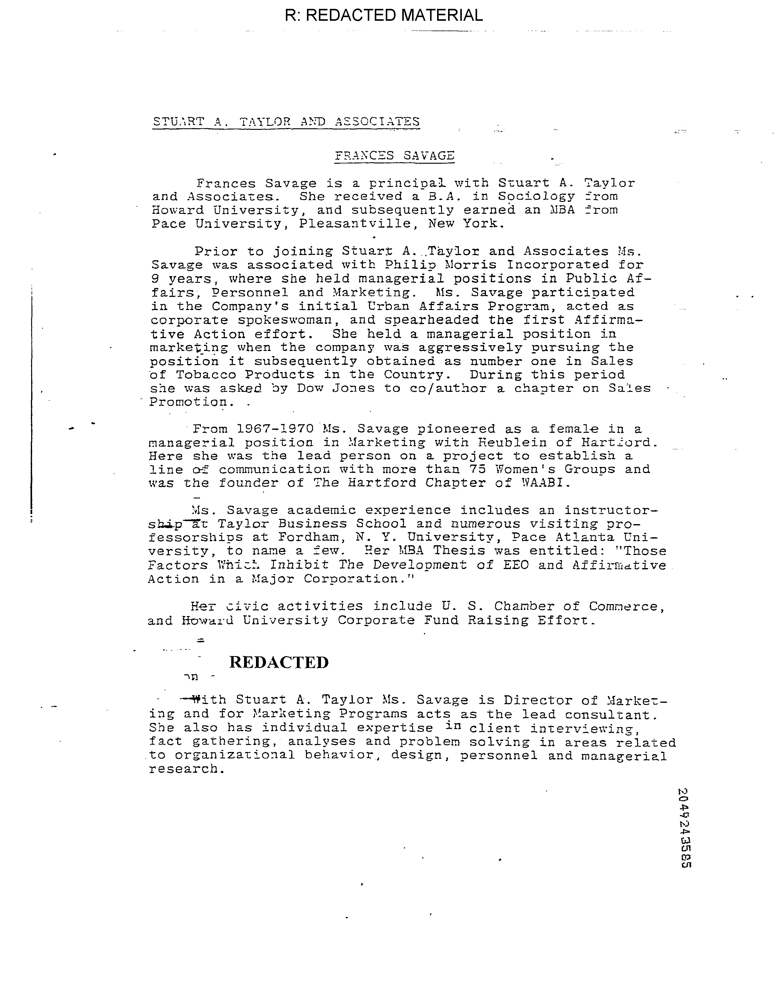 R: REDACTED MATERIAL
STUART A. TAYLOR AND ASSOCIATES
FRANCES SAVAGE
Frances Savage is a principal with Stuart A. Taylor
and Associates. She received a B.A. in Sociology from
Howard University, and subsequently earned an MBA from
Pace University, Pleasantville, New York.
Prior to joining Stuart A. Taylor and Associates Ms.
Savage was associated with Philip Morris Incorporated for
9 years, where she held managerial positions in Public Af-
fairs, Personnel and Marketing. Ms. Savage participated
in the Company's initial Urban Affairs Program, acted as
corporate spokeswoman, and spearheaded the first Affirma-
tive Action effort. She held a managerial position in
marketing when the company was aggressively pursuing the
position it subsequently obtained as number one in Sales
of Tobacco Products in the Country. During this period
she was asked by Dow Jones to co/author a chapter on Sales
Promotion.
From 1967-1970 Ms. Savage pioneered as a female in a
managerial position in Marketing with Heublein of Hartford.
Here she was the lead person on a project to establish a
line of communication with more than 75 Women's Groups and
was the founder of The Hartford Chapter of WAABI.
Ms. Savage academic experience includes an instructor-
ship at Taylor Business School and numerous visiting pro-
fessorships at Fordham, N. Y. University, Pace Atlanta Uni-
versity, to name a few. Her MBA Thesis was entitled: "Those
Factors Which Inhibit The Development of EEO and Affirmative
Action in a Major Corporation."
Her civic activities include U. S. Chamber of Commerce,
and Howard University Corporate Fund Raising Effort.
REDACTED
With Stuart A. Taylor Ms. Savage is Director of Market-
ing and for Marketing Programs acts as the lead consultant.
She also has individual expertise in client interviewing,
fact gathering, analyses and problem solving in areas related
to organizational behavior, design, personnel and managerial
research.
2049243585